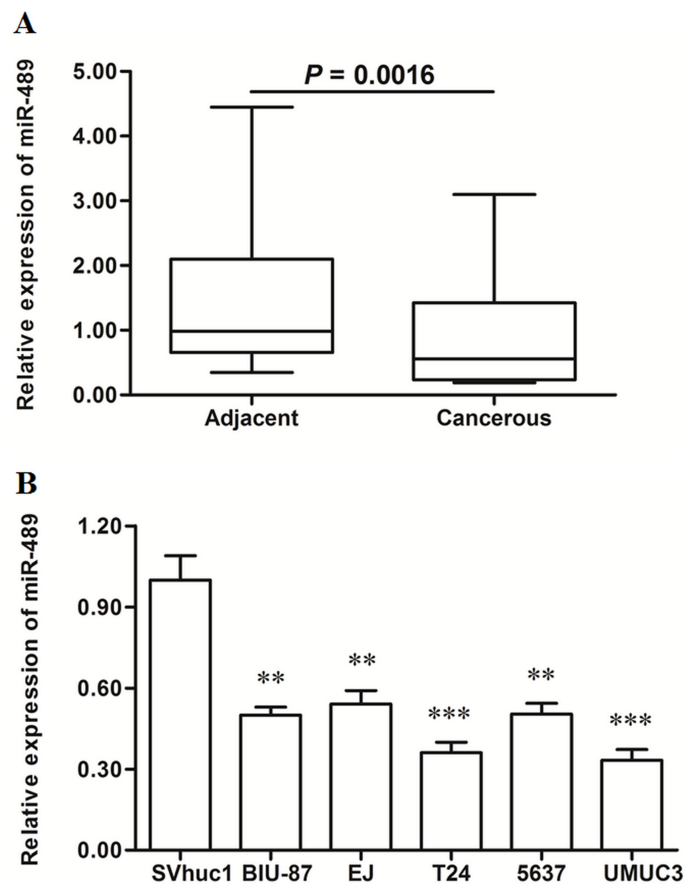 A
Relative expression of miR-489
5.00
4.00
3.00
2.00
1.00
0.00
P = 0.0016
Adjacent Cancerous
B
Relative expression of miR-489
1.20
0.90
0.60
0.30
0.00
** ** *** ** ***
SVhuc1 BIU-87 EJ T24 5637 UMUC3